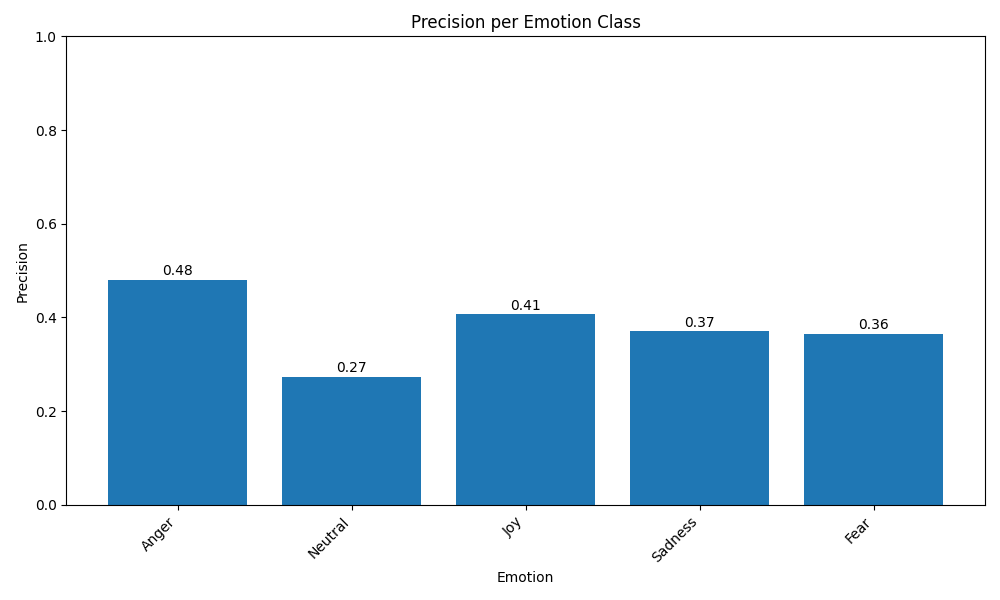 Precision per Emotion Class
1.0
0.8
0.6
0.4
0.2
0.0
Precision
0.48
0.27
0.41
0.37
0.36
Anger
Neutral
Joy
Sadness
Fear
Emotion